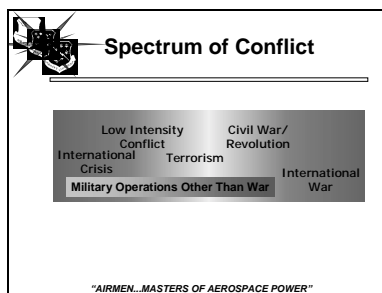 Spectrum of Conflict
Low Intensity
Conflict
Civil War/
Revolution
International
Crisis
Terrorism
International
War
Military Operations Other Than War
“AIRMEN...MASTERS OF AEROSPACE POWER”